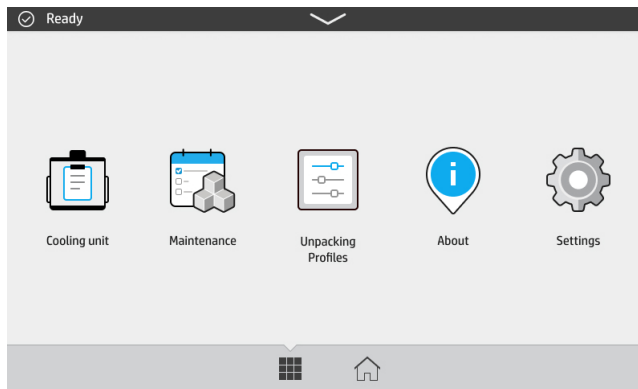 Ready
Cooling unit
Maintenance
Unpacking
Profiles
About
Settings